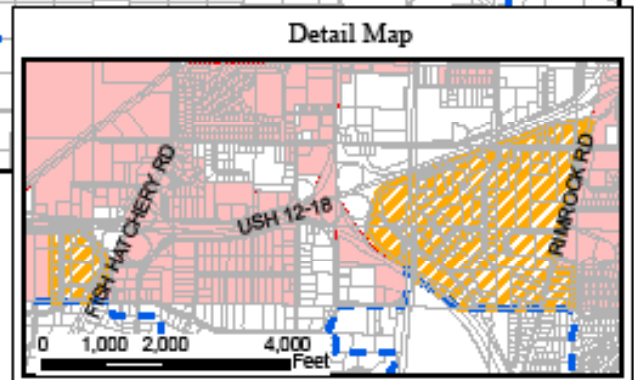 Detail Map
FISH HATCHERY RD
USH 12-18
RIMROCK RD
0 1,000 2,000 4,000
Feet